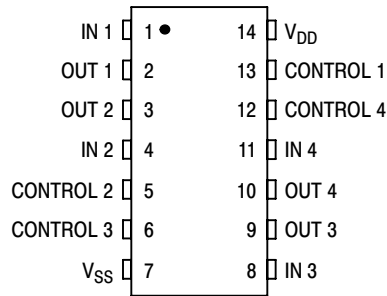 IN 1 1 14 VDD
OUT 1 2 13 CONTROL 1
OUT 2 3 12 CONTROL 4
IN 2 4 11 IN 4
CONTROL 2 5 10 OUT 4
CONTROL 3 6 9 OUT 3
VSS 7 8 IN 3